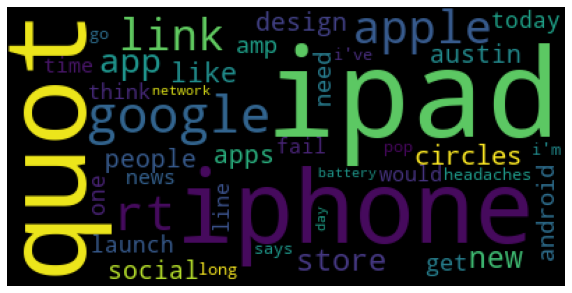 quot
go
link
design
apple
today
time
app
amp
like
need
i've
austin
think
network
google
ipad
people
apps
fail
pop
circles
i'm
news
one
rt
line
iphone
battery
would
headaches
android
launch
day
says
social
long
store
get
new